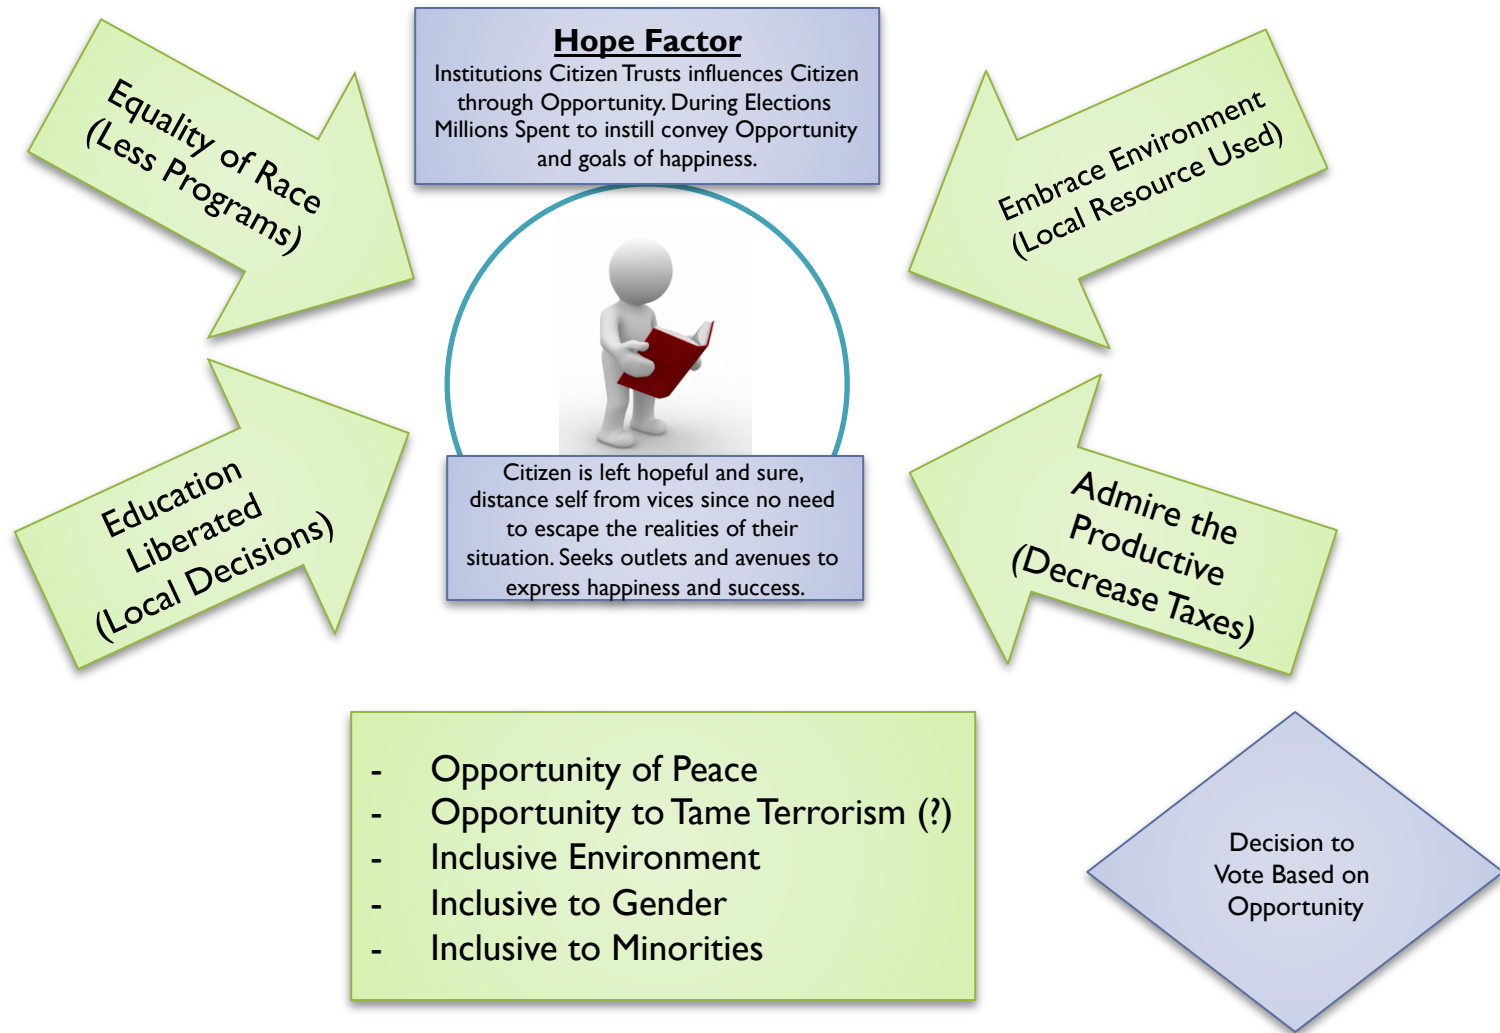 Hope Factor
Institutions Citizen Trusts influences Citizen
through Opportunity. During Elections
Millions Spent to instill convey Opportunity
and goals of happiness.
Equality of Race
(Less Programs)
Embrace Environment
(Local Resource Used)
Education
Liberated
(Local Decisions)
Citizen is left hopeful and sure,
distance self from vices since no need
to escape the realities of their
situation. Seeks outlets and avenues to
express happiness and success.
Admire the
Productive
(Decrease Taxes)
- Opportunity of Peace
- Opportunity to Tame Terrorism (?)
- Inclusive Environment
- Inclusive to Gender
- Inclusive to Minorities
Decision to
Vote Based on
Opportunity